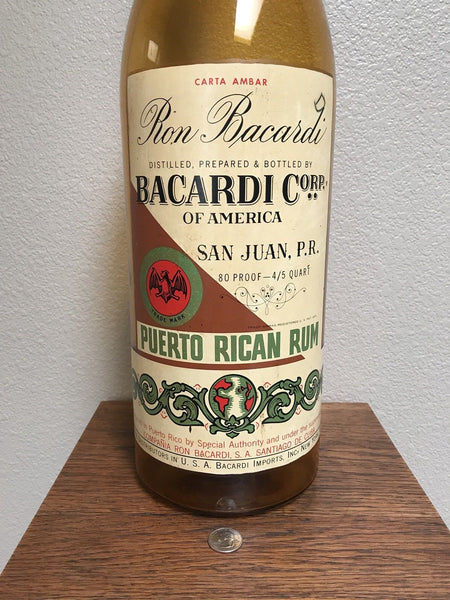 CARTA AMBAR
Ron Bacardi
DISTILLED, PREPARED & BOTTLED BY
BACARDI CORP.
OF AMERICA
SAN JUAN, P.R.
80 PROOF—4/5 QUART
TRADE MARK
PUERTO RICAN RUM
in Puerto Rico by Special Authority and under the
COMPAÑIA RON BACARDI, S. A. SANTIAGO DE
DISTRIBUTORS IN U. S. A. BACARDI IMPORTS, INC. NEW